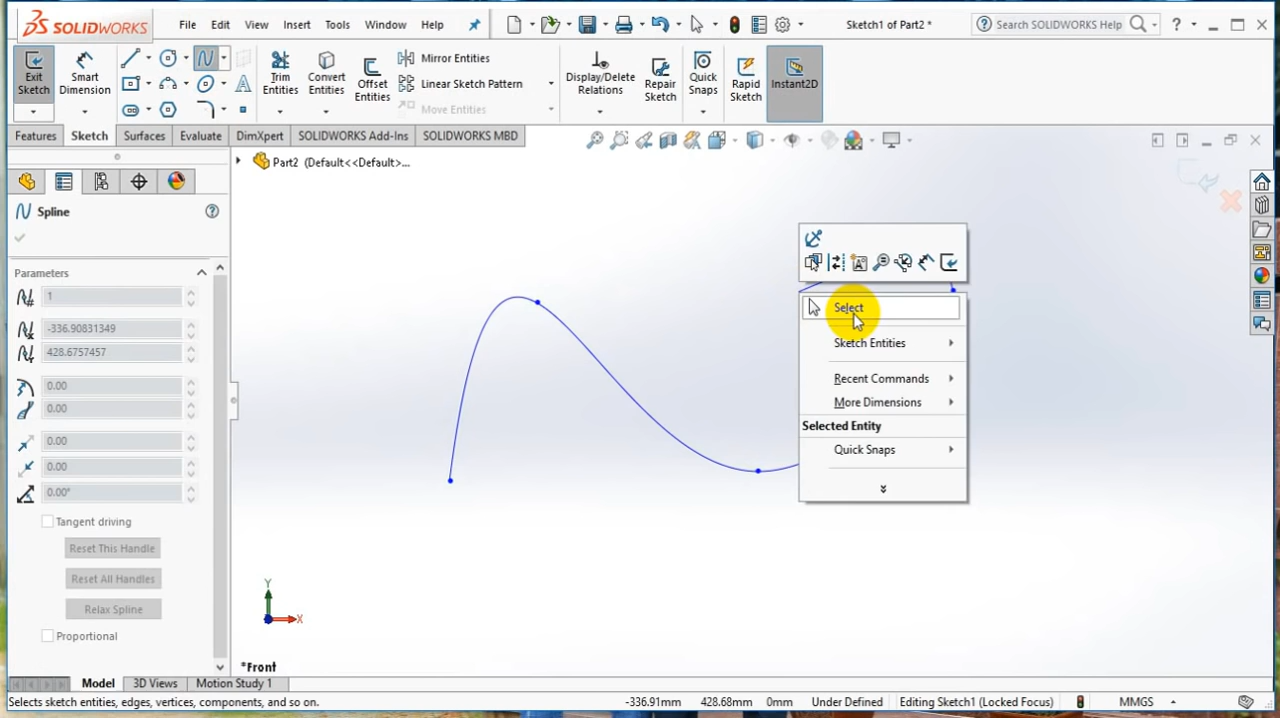 SOLIDWORKS
File Edit View Insert Tools Window Help
Sketch1 of Part2 *
Search SOLIDWORKS Help
?
Exit Sketch
Smart Dimension
Trim Entities
Convert Entities
Offset Entities
Mirror Entities
Linear Sketch Pattern
Move Entities
Display/Delete Relations
Repair Sketch
Quick Snaps
Rapid Sketch
Instant2D
Features Sketch Surfaces Evaluate DimXpert SOLIDWORKS Add-Ins SOLIDWORKS MBD
Part2 (Default<<Default>...
Spline
Parameters
1
-336.90831349
428.6757457
0.00
0.00
0.00
0.00
0.00°
Tangent driving
Reset This Handle
Reset All Handles
Relax Spline
Proportional
Select
Sketch Entities
Recent Commands
More Dimensions
Selected Entity
Quick Snaps
Y
X
*Front
Model 3D Views Motion Study 1
Selects sketch entities, edges, vertices, components, and so on.
-336.91mm 428.68mm 0mm Under Defined Editing Sketch1 (Locked Focus) MMGS